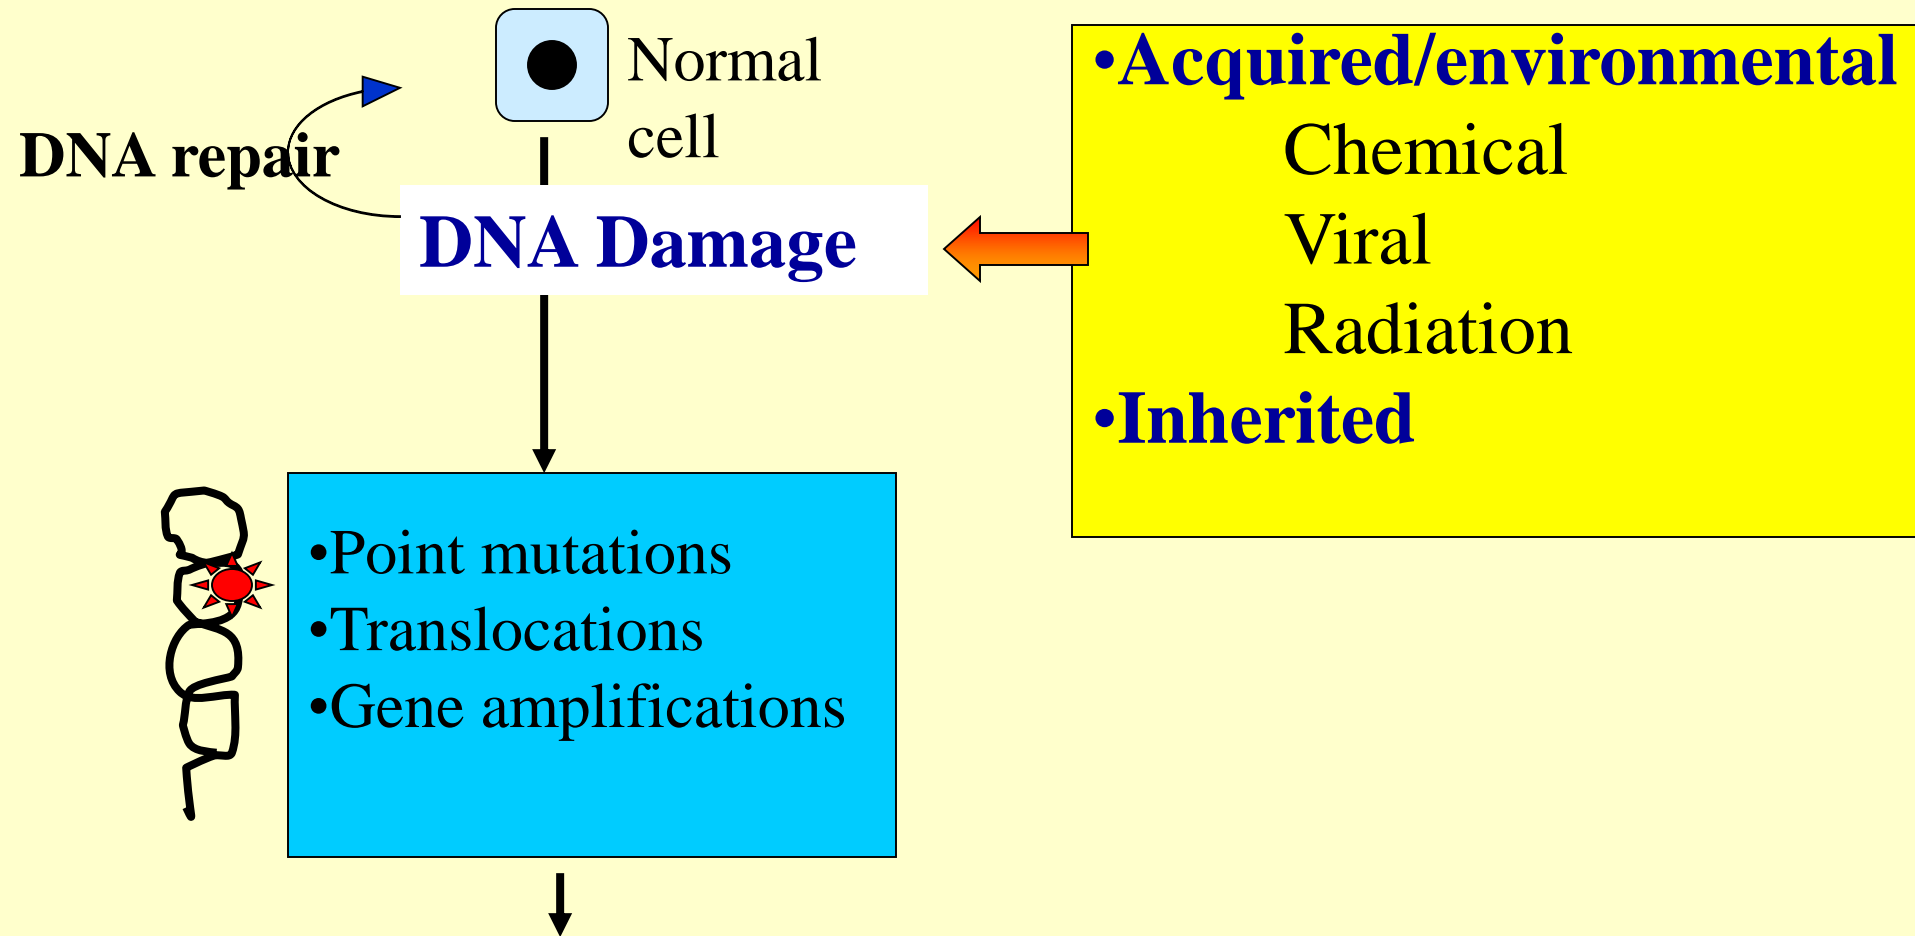 Normal
cell
DNA repair
DNA Damage
•Acquired/environmental
Chemical
Viral
Radiation
•Inherited
•Point mutations
•Translocations
•Gene amplifications